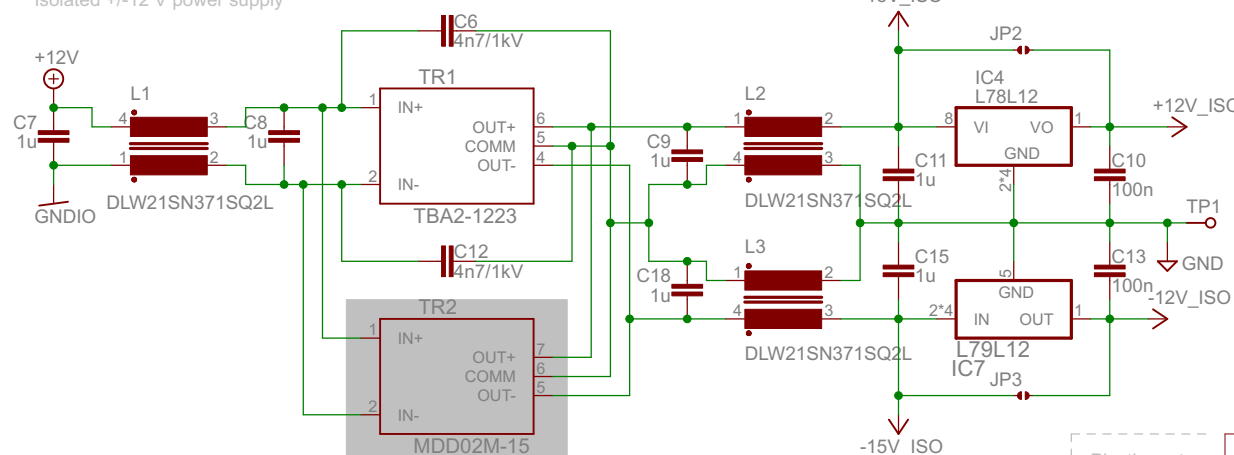 Isolated +/-12 V power supply
C6
4n7/1kV
JP2
+12V
TR1
IC4
L78L12
L1
L2
+12V_ISO
C7
1u
4
3
1
2
C8
1u
1
IN+
2
IN-
OUT+
COMM
OUT-
6
5
4
C9
1u
1
2
4
3
8
VI
VO
1
GND
2*4
C11
1u
C10
100n
DLW21SN371SQ2L
DLW21SN371SQ2L
GNDIO
TBA2-1223
TP1
C12
4n7/1kV
L3
C15
1u
C13
100n
GND
C18
1u
1
2
4
3
5
GND
2*4
IN
OUT
1
-12V_ISO
TR2
1
IN+
2
IN-
OUT+
COMM
OUT-
7
6
5
DLW21SN371SQ2L
L79L12
IC7
JP3
MDD02M-15
-15V_ISO